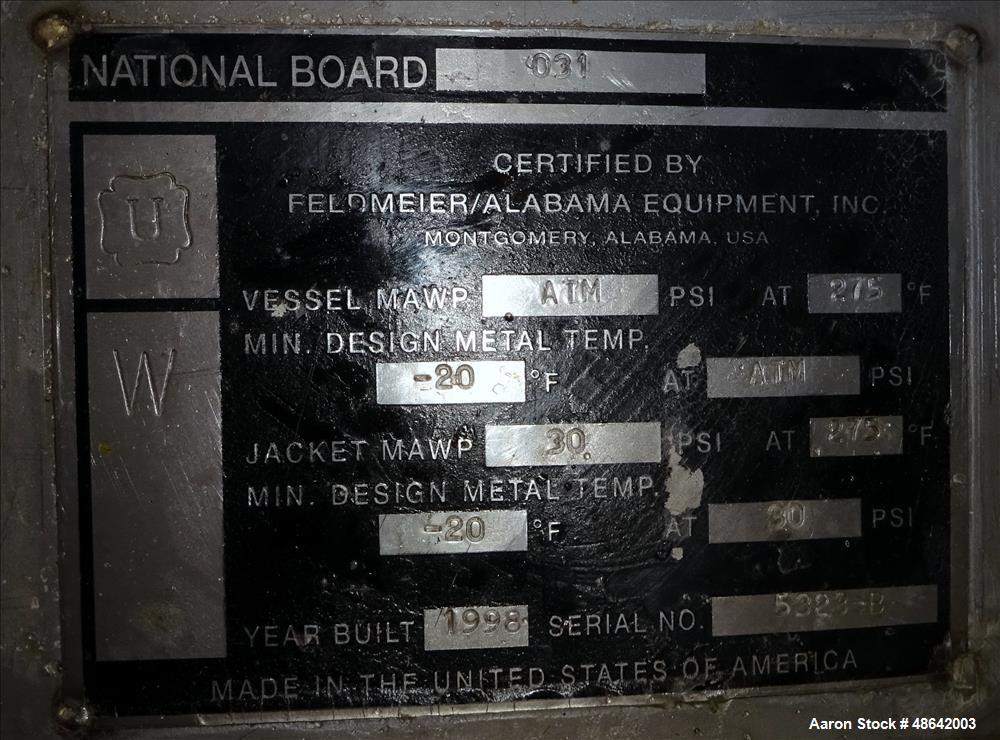 NATIONAL BOARD 031
U
W
CERTIFIED BY
FELDMEIER/ALABAMA EQUIPMENT, INC.
MONTGOMERY, ALABAMA, USA
VESSEL MAWP ATM PSI AT 275 °F
MIN. DESIGN METAL TEMP.
-20 °F AT ATM PSI
JACKET MAWP 30 PSI AT 275 °F
MIN. DESIGN METAL TEMP.
-20 °F AT 30 PSI
YEAR BUILT 1998 SERIAL NO. 5323-B
MADE IN THE UNITED STATES OF AMERICA
Aaron Stock # 48642003